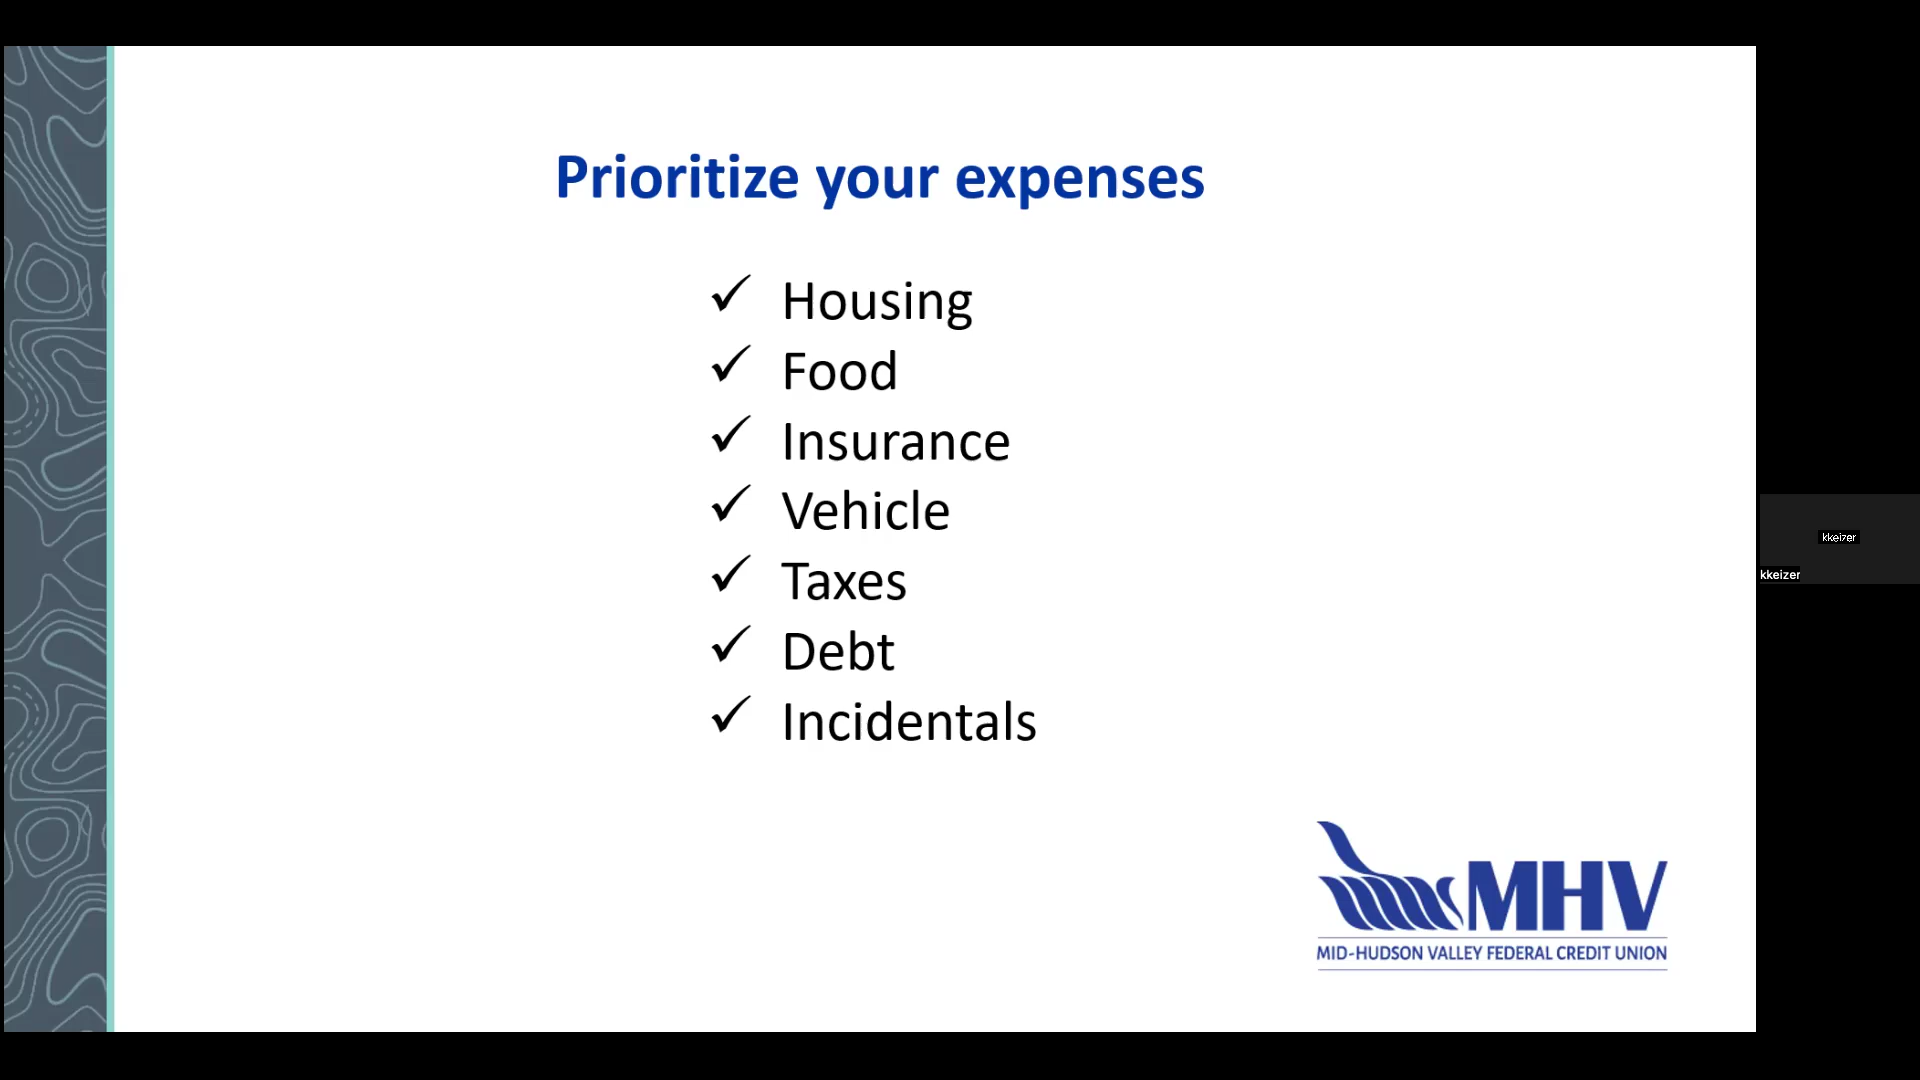 Prioritize your expenses
✓ Housing
✓ Food
✓ Insurance
✓ Vehicle
✓ Taxes
✓ Debt
✓ Incidentals
MHV
MID-HUDSON VALLEY FEDERAL CREDIT UNION
kkeizer
kkeizer